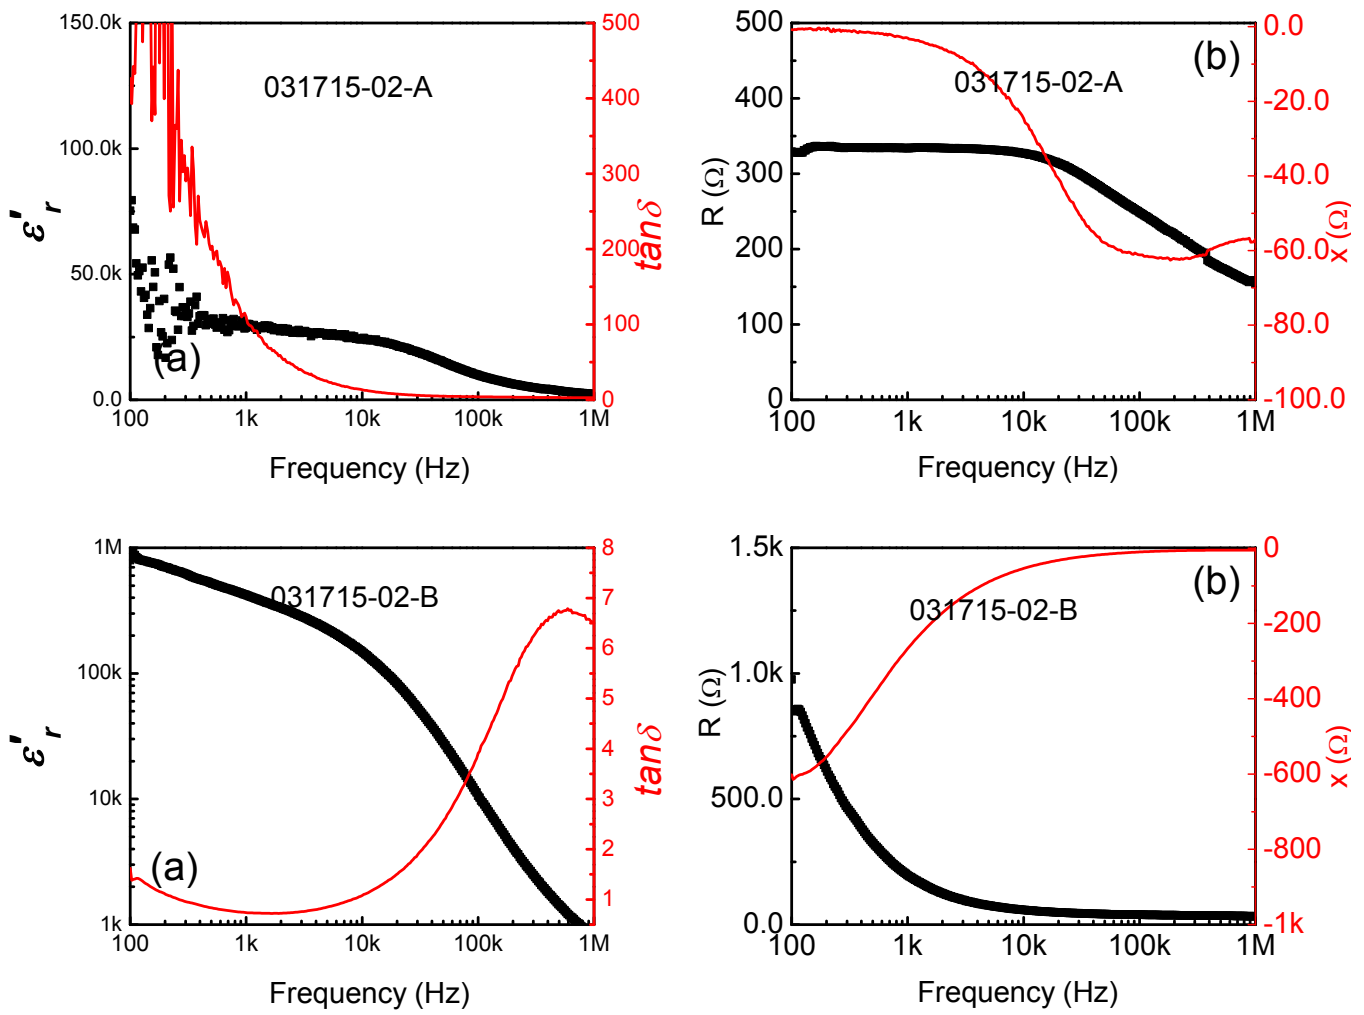 150.0k
100.0k
50.0k
0.0
500
400
300
200
100
0
100
1k
10k
100k
1M
ε'r
tanδ
Frequency (Hz)
031715-02-A
(a)
500
400
300
200
100
0
0.0
-20.0
-40.0
-60.0
-80.0
-100.0
100
1k
10k
100k
1M
R (Ω)
x (Ω)
Frequency (Hz)
031715-02-A
(b)
1M
100k
10k
1k
8
7
6
5
4
3
2
1
100
1k
10k
100k
1M
ε'r
tanδ
Frequency (Hz)
031715-02-B
(a)
1.5k
1.0k
500.0
0.0
0
-200
-400
-600
-800
-1k
100
1k
10k
100k
1M
R (Ω)
x (Ω)
Frequency (Hz)
031715-02-B
(b)